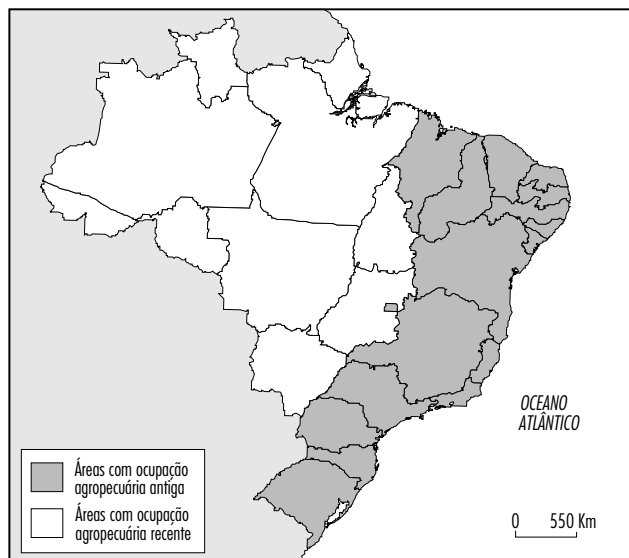 OCEANO
ATLÂNTICO
Áreas com ocupação
agropecuária antiga
Áreas com ocupação
agropecuária recente
0 550 Km